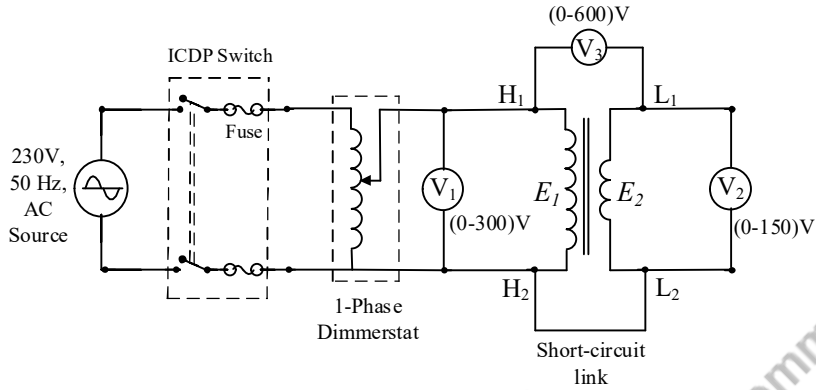 (0-600)V
V3
ICDP Switch
Fuse
H1
L1
230V,
50 Hz,
AC
Source
V1
(0-300)V
E1
E2
V2
(0-150)V
H2
L2
1-Phase
Dimmerstat
Short-circuit
link